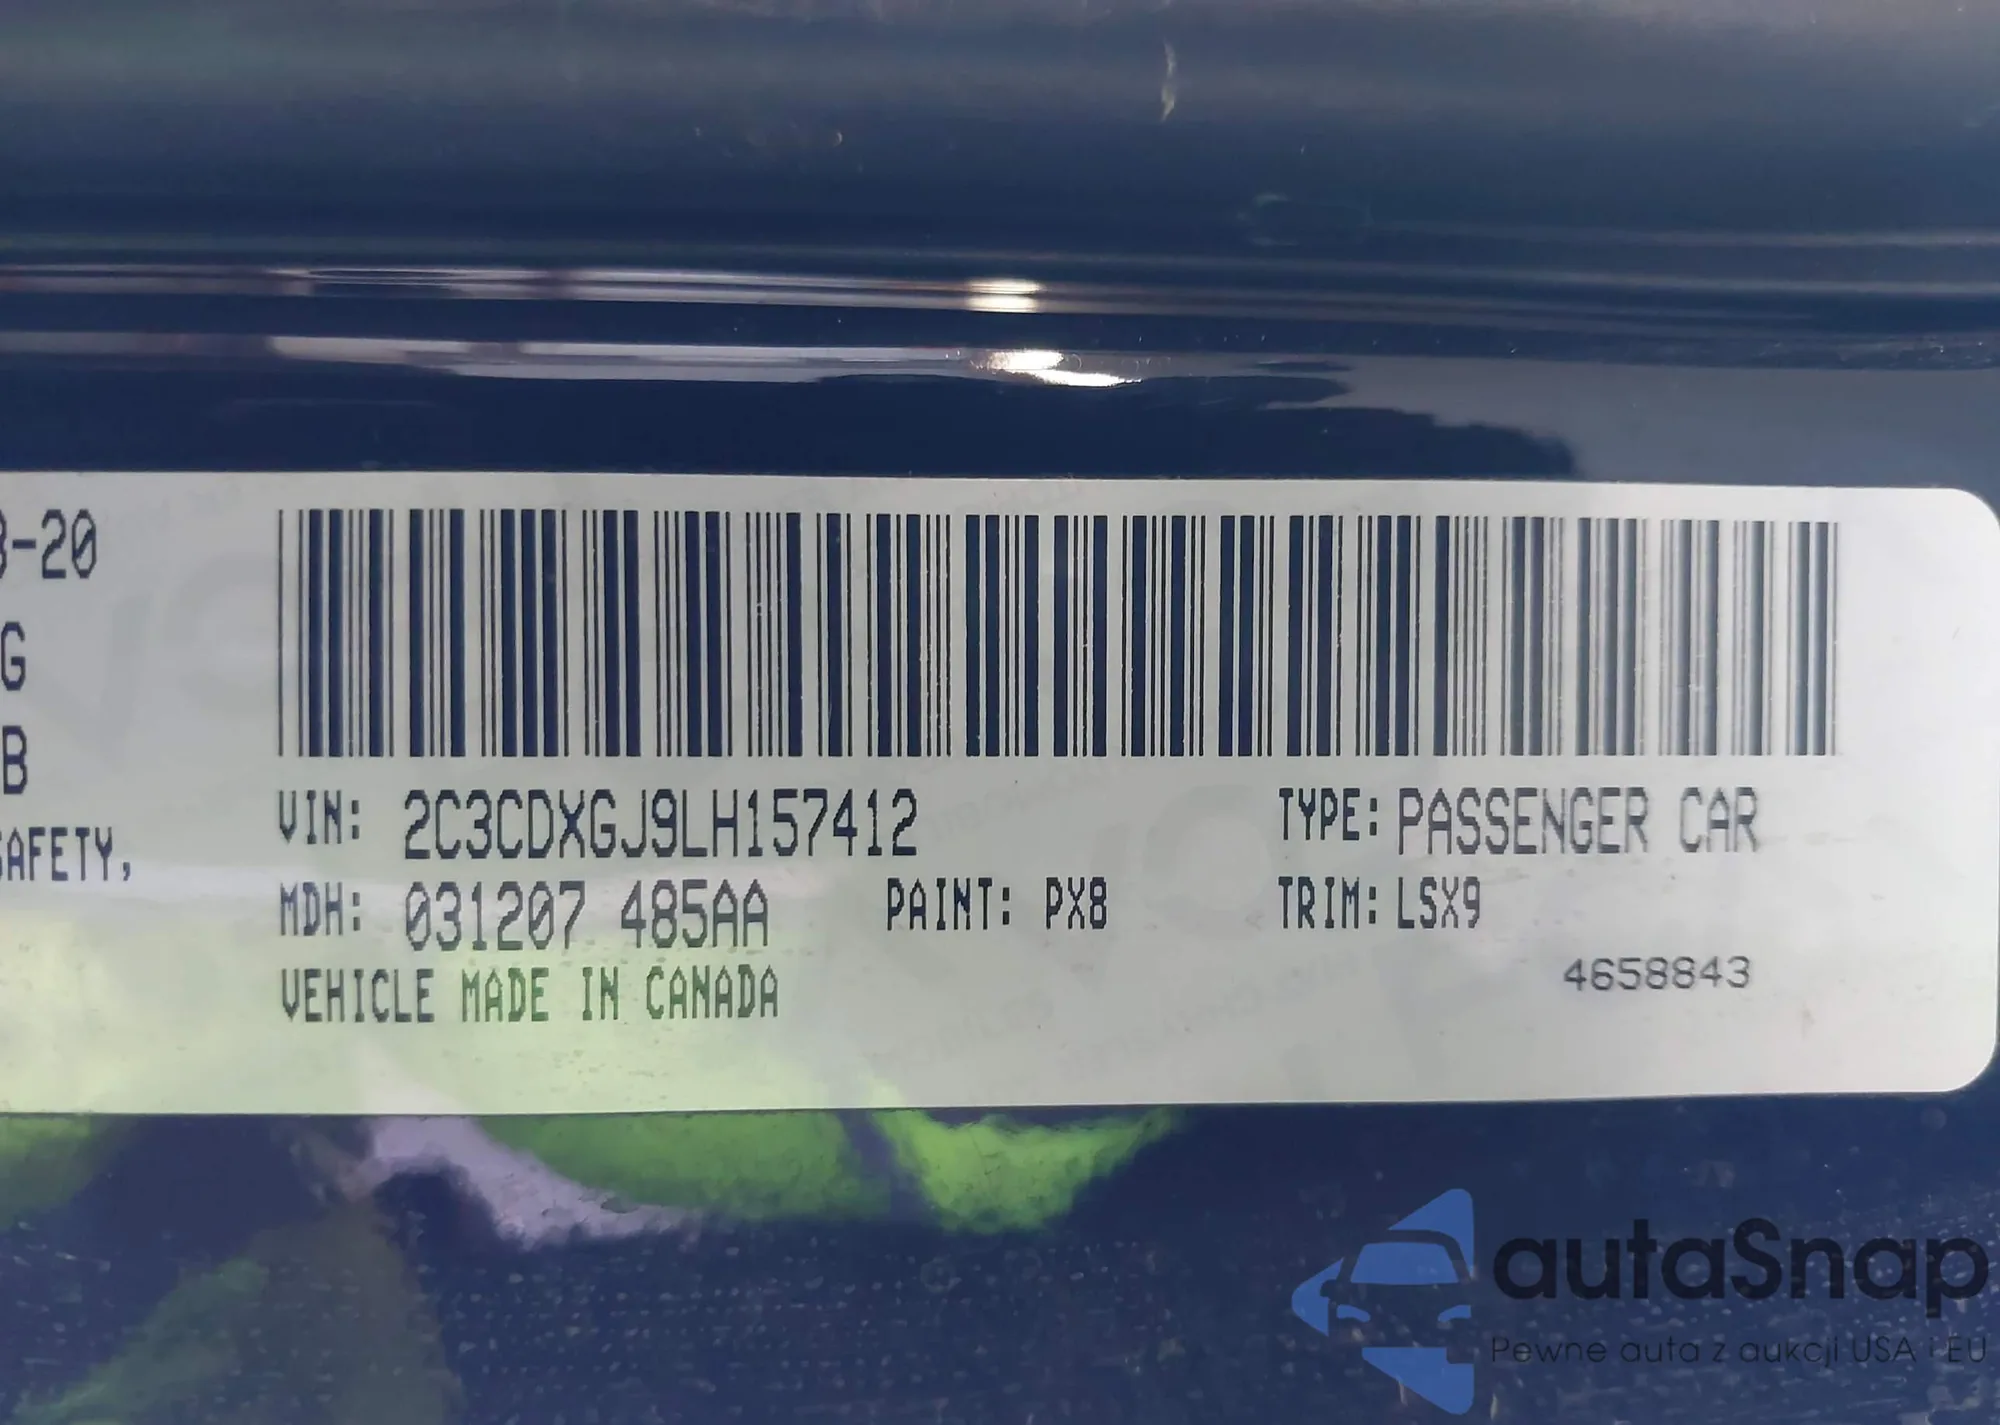 -20
G
B
SAFETY,
VIN: 2C3CDXGJ9LH157412
TYPE: PASSENGER CAR
MDH: 031207 485AA
PAINT: PX8
TRIM: LSX9
VEHICLE MADE IN CANADA
4658843
autaSnap
Pewne auta z aukcji USA i EU